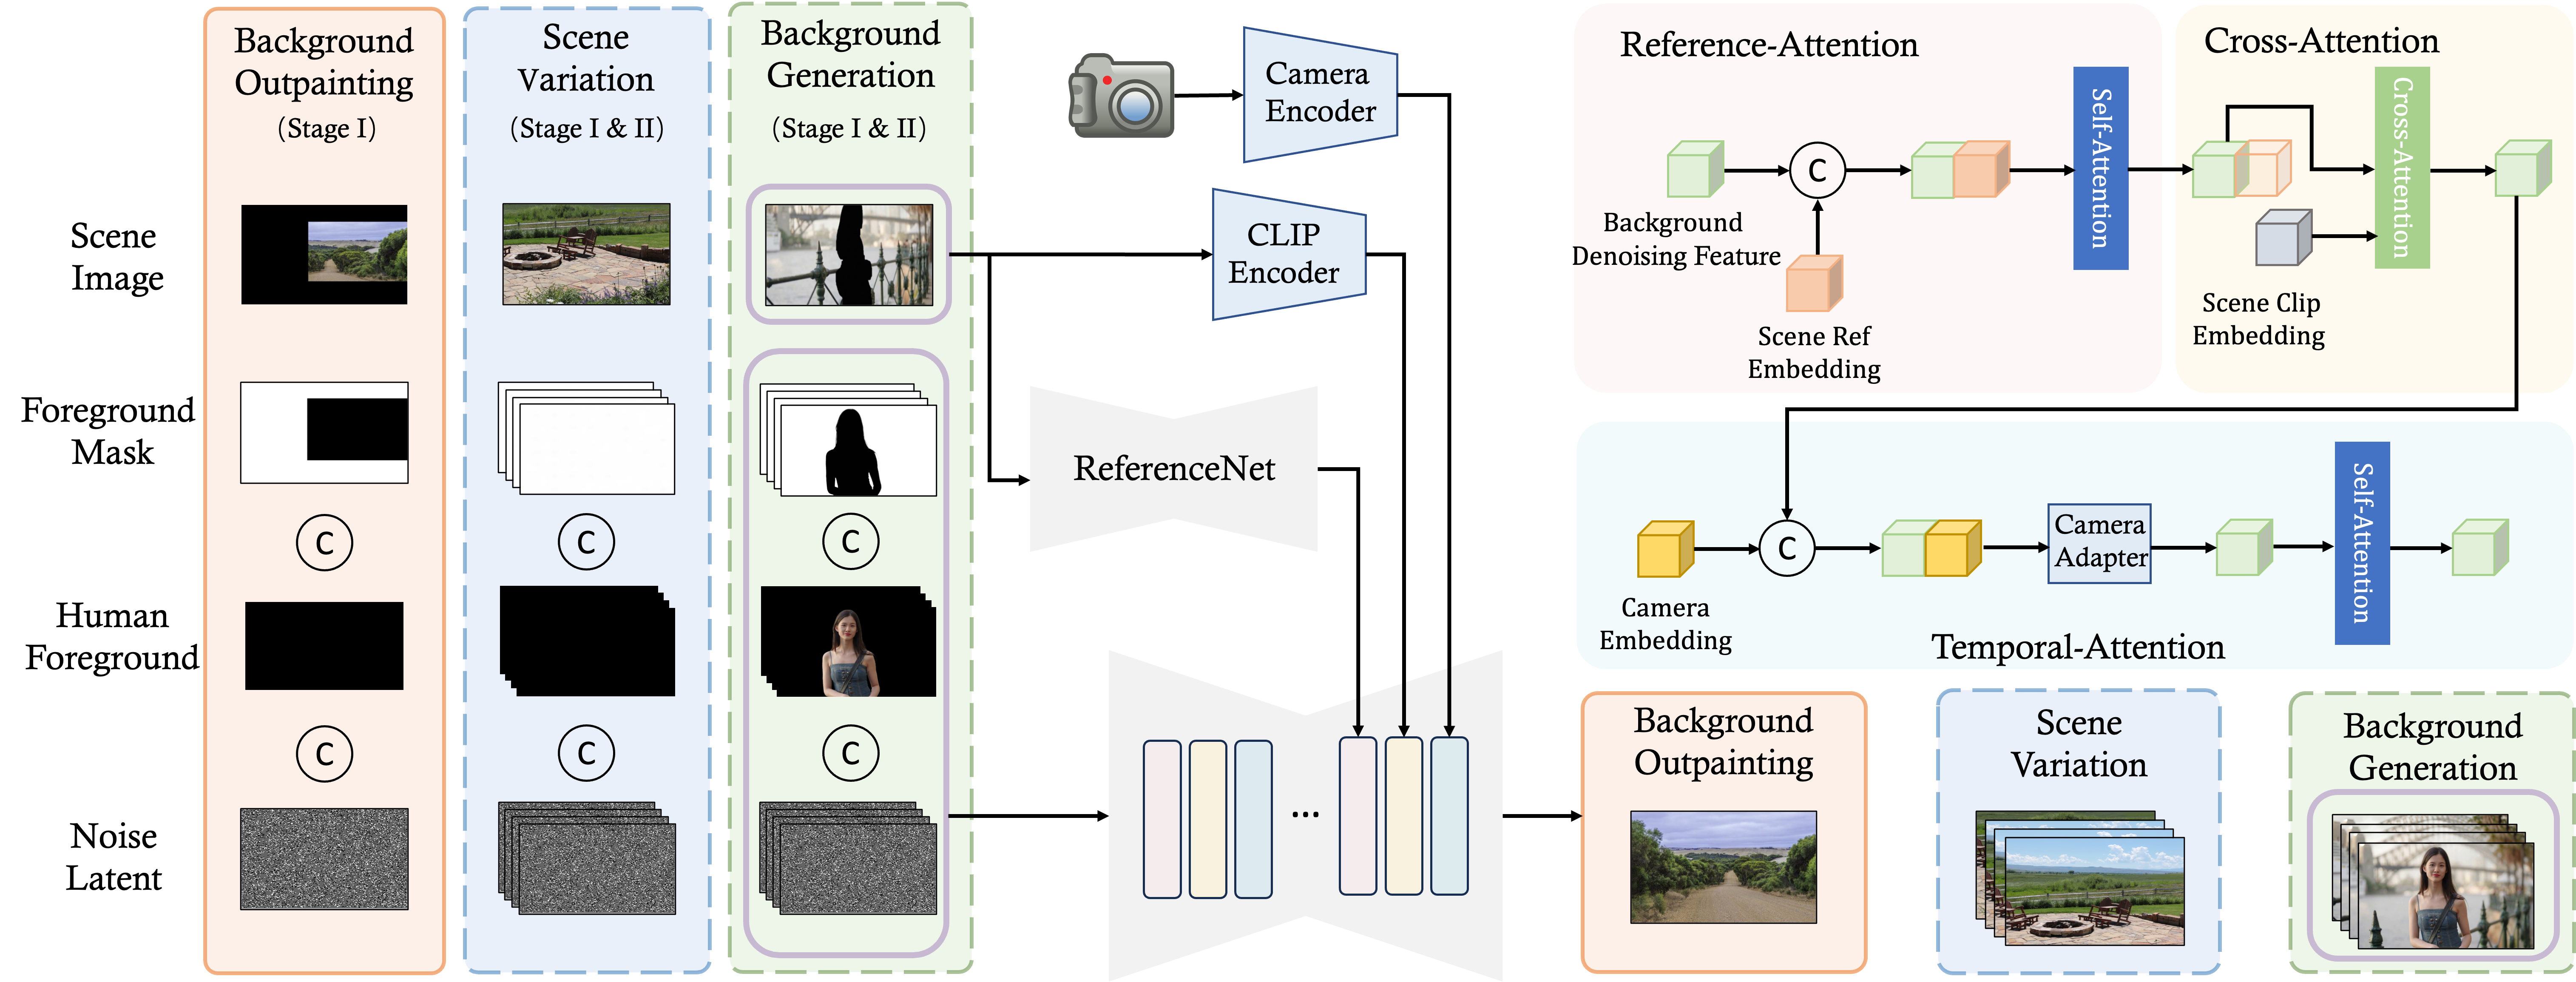 Background
Outpainting
(Stage I)
Scene
Variation
(Stage I & II)
Background
Generation
(Stage I & II)
Scene
Image
Foreground
Mask
C
C
C
Human
Foreground
C
C
C
Noise
Latent
Camera
Encoder
CLIP
Encoder
ReferenceNet
...
Reference-Attention
Background
Denoising Feature
C
Scene Ref
Embedding
Self-Attention
Cross-Attention
Cross-Attention
Scene Clip
Embedding
Camera
Embedding
C
Camera
Adapter
Self-Attention
Temporal-Attention
Background
Outpainting
Scene
Variation
Background
Generation